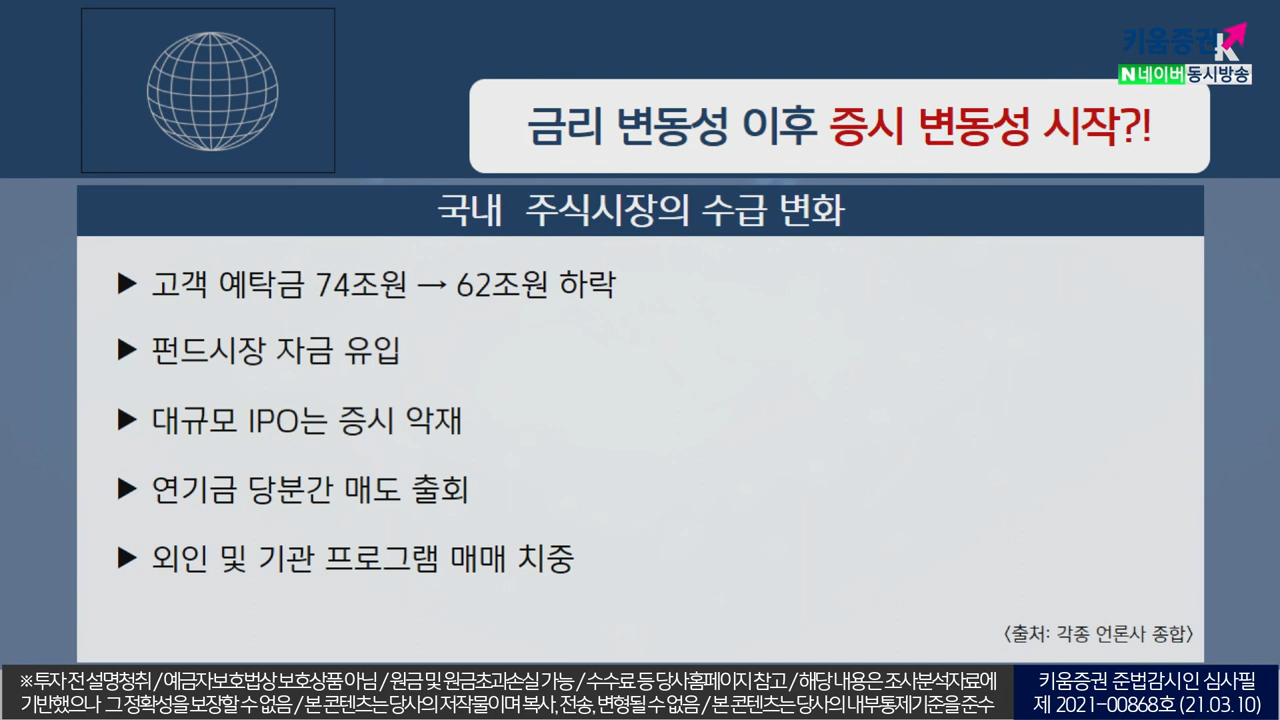 키움증권
N 네이버 동시방송
금리 변동성 이후 증시 변동성 시작?!
국내 주식시장의 수급 변화
▶ 고객 예탁금 74조원 → 62조원 하락
▶ 펀드시장 자금 유입
▶ 대규모 IPO는 증시 악재
▶ 연기금 당분간 매도 출회
▶ 외인 및 기관 프로그램 매매 치중
<출처: 각종 언론사 종합>
※ 투자 전 설명청취 / 예금자보호법상 보호상품 아님 / 원금 및 원금초과손실 가능 / 수수료 등 당사홈페이지 참고 / 해당 내용은 조사분석자료에
기반했으나 그 정확성을 보장할 수 없음 / 본 콘텐츠는 당사의 저작물이며 복사, 전송, 변형될 수 없음 / 본 콘텐츠는 당사의 내부통제기준을 준수
키움증권 준법감시인 심사필
제 2021-00868호 (21.03.10)